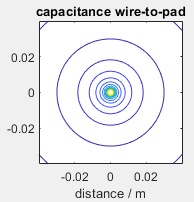 capacitance wire-to-pad
0.02
0
-0.02
-0.02 0 0.02
distance / m